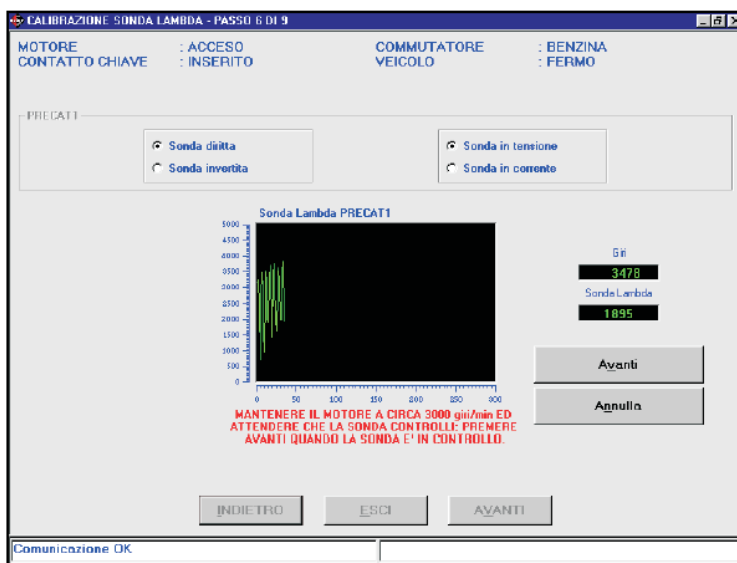 CALIBRAZIONE SONDA LAMBDA - PASSO 6 DI 9
MOTORE : ACCESO COMMUTATORE : BENZINA
CONTATTO CHIAVE : INSERITO VEICOLO : FERMO
PRECAT1
Sonda diritta Sonda in tensione
Sonda invertita Sonda in corrente
Sonda Lambda PRECAT1
5000
4500
4000
3500
3000
2500
2000
1500
1000
500
0
0 50 100 150 200 250 300
Giri
3478
Sonda Lambda
1895
Avanti
Annulla
MANTENERE IL MOTORE A CIRCA 3000 giri/min ED
ATTENDERE CHE LA SONDA CONTROLLI: PREMERE
AVANTI QUANDO LA SONDA E' IN CONTROLLO.
INDIETRO ESCI AVANTI
Comunicazione OK